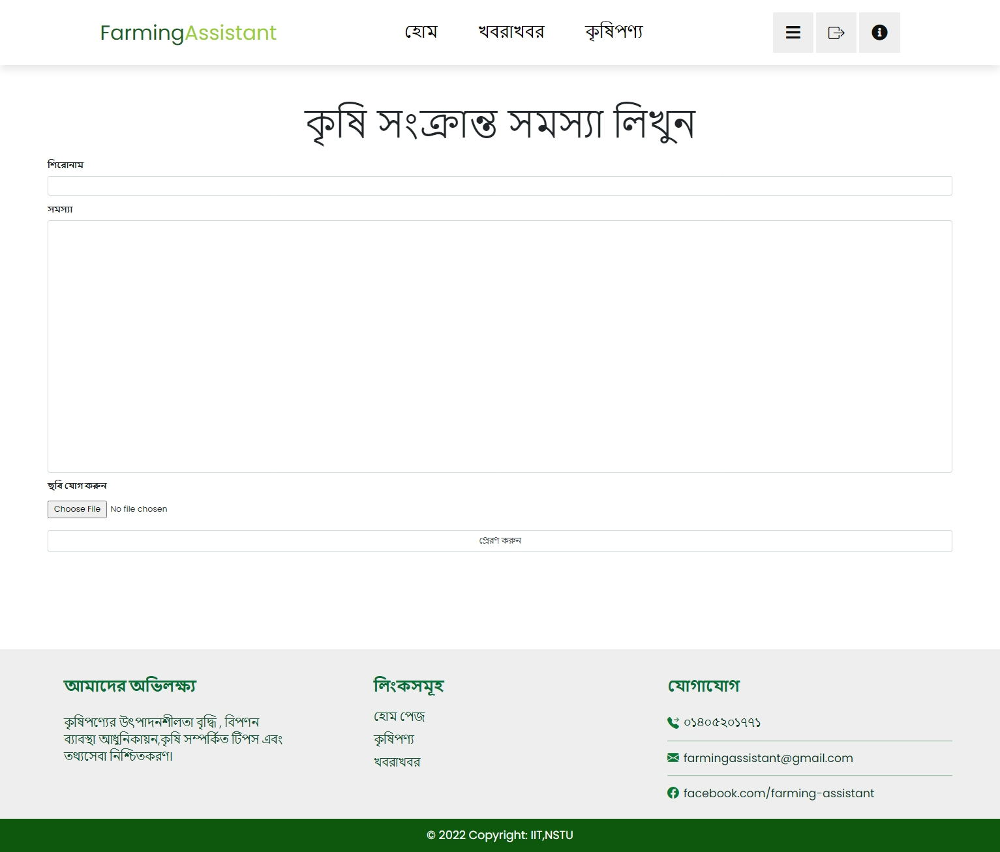 FarmingAssistant
হোম
খবরাখবর
কৃষিপণ্য
কৃষি সংক্রান্ত সমস্যা লিখুন
শিরোনাম
সমস্যা
ছবি যোগ করুন
Choose File No file chosen
প্রেরণ করুন
আমাদের অভিলক্ষ্য
কৃষিপণ্যের উৎপাদনশীলতা বৃদ্ধি , বিপণন
ব্যাবস্থা আধুনিকায়ন,কৃষি সম্পর্কিত টিপস এবং
তথ্যসেবা নিশ্চিতকরণ।
লিংকসমূহ
হোম পেজ
কৃষিপণ্য
খবরাখবর
যোগাযোগ
০১৪০৫২০১৭৭১
farmingassistant@gmail.com
facebook.com/farming-assistant
© 2022 Copyright: IIT,NSTU